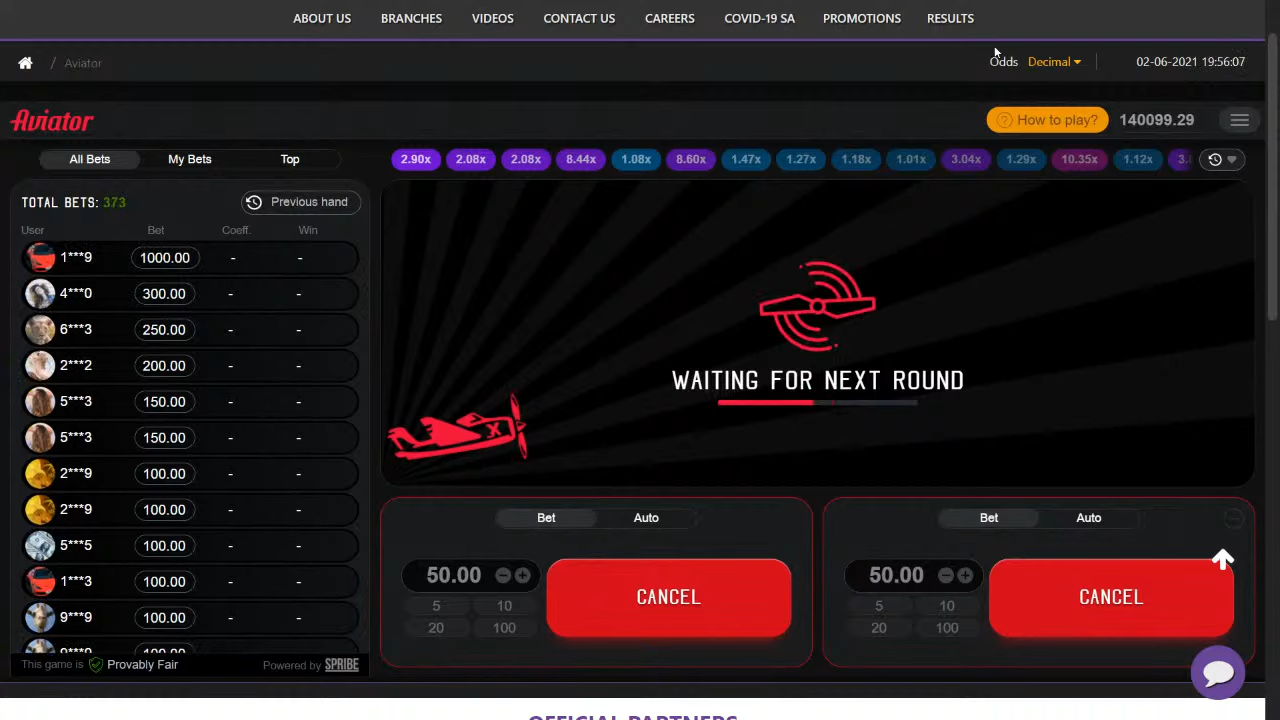 ABOUT US BRANCHES VIDEOS CONTACT US CAREERS COVID-19 SA PROMOTIONS RESULTS
/ Aviator Odds Decimal 02-06-2021 19:56:07
Aviator ? How to play? 140099.29
All Bets My Bets Top 2.90x 2.08x 2.08x 8.44x 1.08x 8.60x 1.47x 1.27x 1.18x 1.01x 3.04x 1.29x 10.35x 1.12x
TOTAL BETS: 373 Previous hand
User Bet Coeff. Win
1***9 1000.00 - -
4***0 300.00 - -
6***3 250.00 - -
2***2 200.00 - -
5***3 150.00 - -
5***3 150.00 - -
2***9 100.00 - -
2***9 100.00 - -
5***5 100.00 - -
1***3 100.00 - -
9***9 100.00 - -
This game is Provably Fair Powered by SPRIBE
WAITING FOR NEXT ROUND
X
Bet Auto
50.00 CANCEL
5 10
20 100
Bet Auto
50.00 CANCEL
5 10
20 100
OFFICIAL PARTNERS